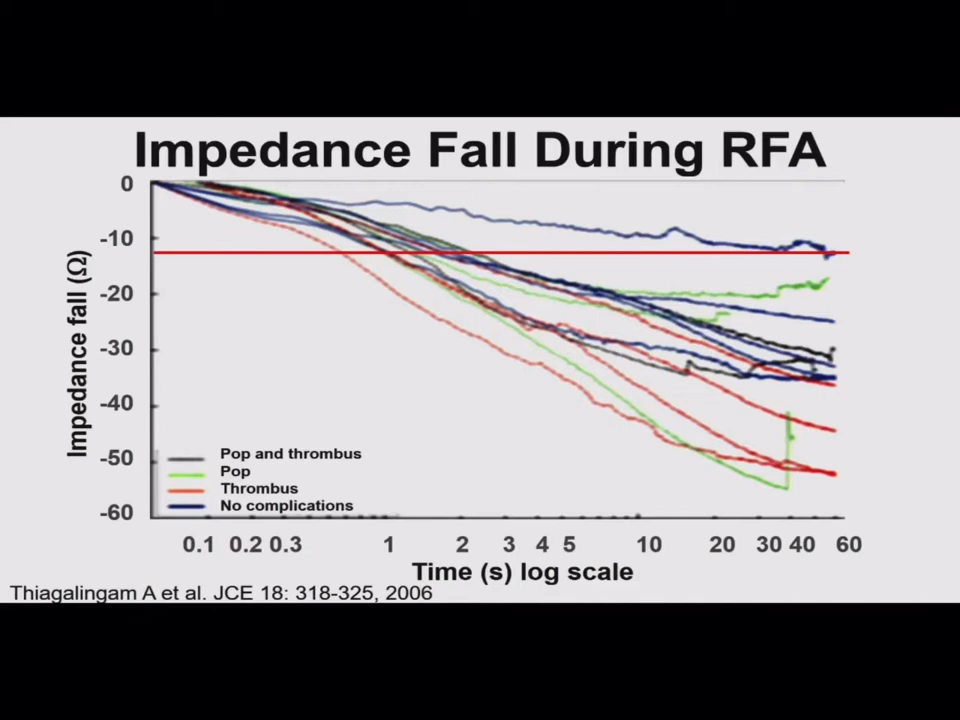 Impedance Fall During RFA
0
-10
-20
-30
-40
-50
-60
Impedance fall (Ω)
Pop and thrombus
Pop
Thrombus
No complications
0.1 0.2 0.3 1 2 3 4 5 10 20 30 40 60
Time (s) log scale
Thiagalingam A et al. JCE 18: 318-325, 2006